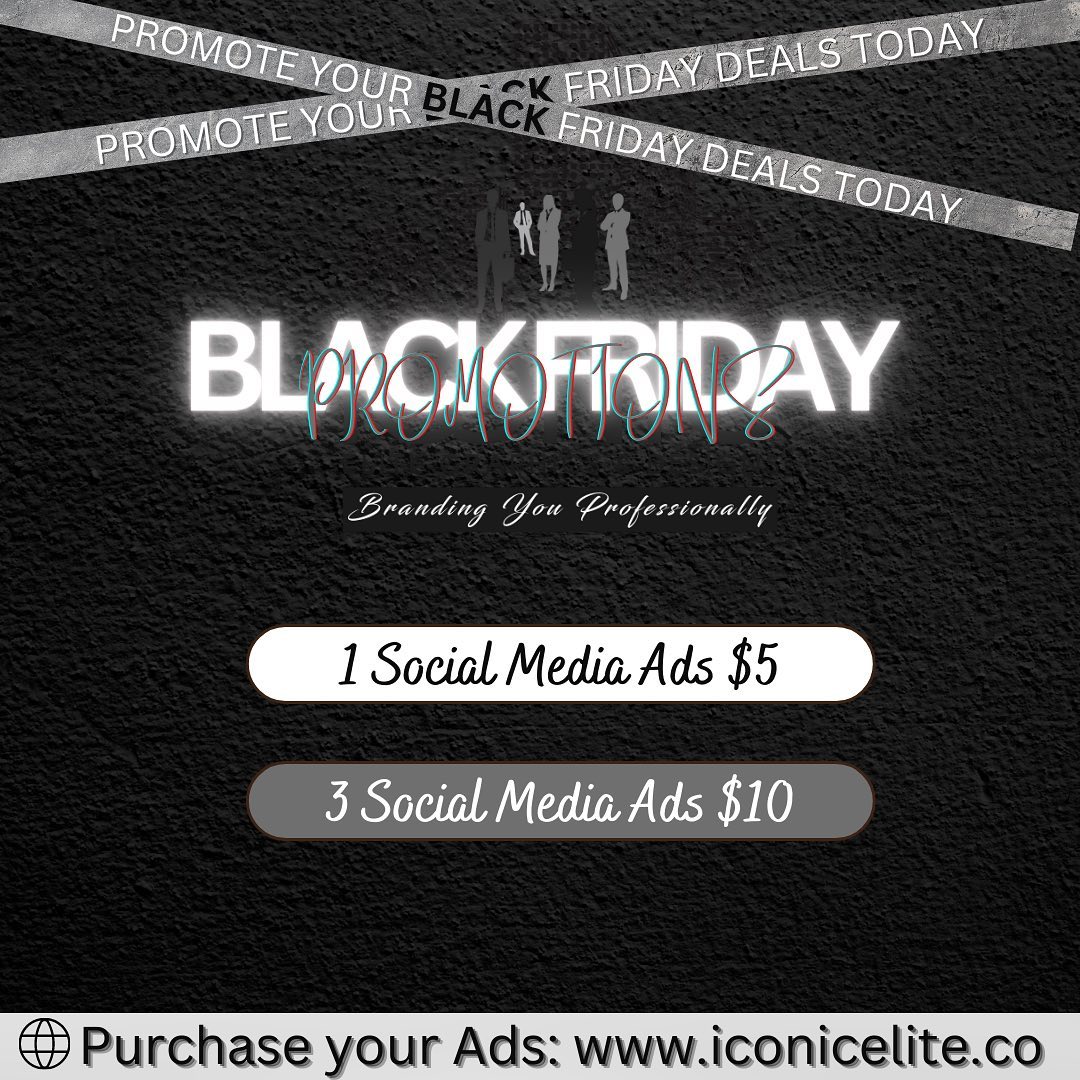 PROMOTE YOUR BLACK FRIDAY DEALS TODAY
PROMOTE YOUR BLACK FRIDAY DEALS TODAY
BLACK FRIDAY
PROMOTIONS
Branding You Professionally
1 Social Media Ads $5
3 Social Media Ads $10
Purchase your Ads: www.iconicelite.co